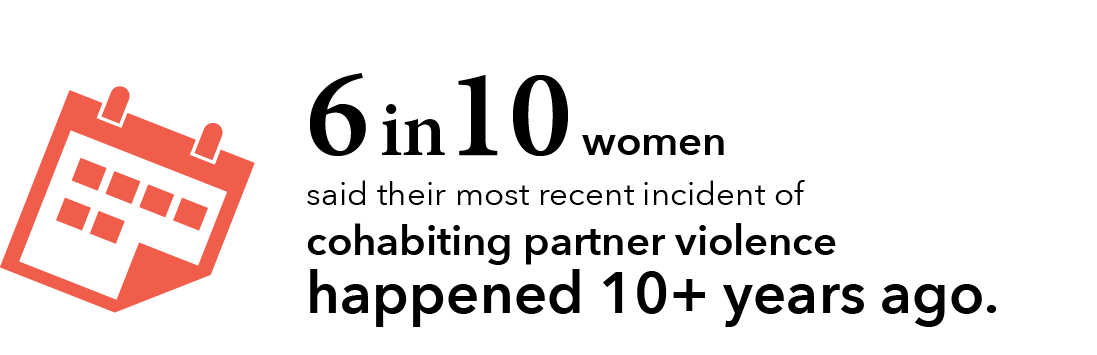 6 in 10 women
said their most recent incident of
cohabiting partner violence
happened 10+ years ago.